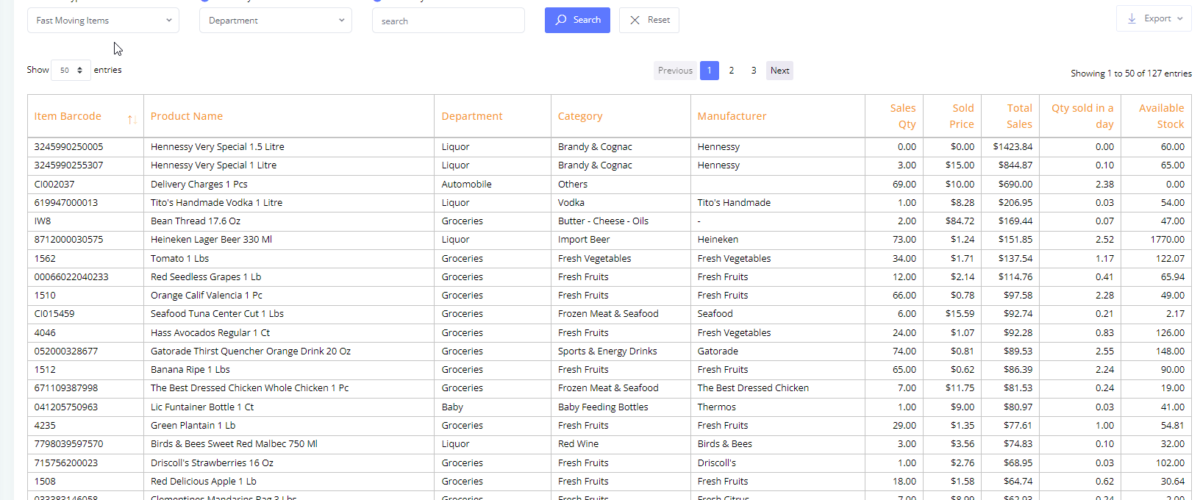 Fast Moving Items Department search Search Reset Export
Show 50 entries Previous 1 2 3 Next Showing 1 to 50 of 127 entries
Item Barcode Product Name Department Category Manufacturer Sales Qty Sold Price Total Sales Qty sold in a day Available Stock
3245990250005 Hennessy Very Special 1.5 Litre Liquor Brandy & Cognac Hennessy 0.00 $0.00 $1423.84 0.00 60.00
3245990255307 Hennessy Very Special 1 Litre Liquor Brandy & Cognac Hennessy 3.00 $15.00 $844.87 0.10 65.00
CI002037 Delivery Charges 1 Pcs Automobile Others 69.00 $10.00 $690.00 2.38 0.00
619947000013 Tito's Handmade Vodka 1 Litre Liquor Vodka Tito's Handmade 1.00 $8.28 $206.95 0.03 54.00
IW8 Bean Thread 17.6 Oz Groceries Butter - Cheese - Oils - 2.00 $84.72 $169.44 0.07 47.00
8712000030575 Heineken Lager Beer 330 Ml Liquor Import Beer Heineken 73.00 $1.24 $151.85 2.52 1770.00
1562 Tomato 1 Lbs Groceries Fresh Vegetables Fresh Vegetables 34.00 $1.71 $137.54 1.17 122.07
00066022040233 Red Seedless Grapes 1 Lb Groceries Fresh Fruits Fresh Fruits 12.00 $2.14 $114.76 0.41 65.94
1510 Orange Calif Valencia 1 Pc Groceries Fresh Fruits Fresh Fruits 66.00 $0.78 $97.58 2.28 49.00
CI015459 Seafood Tuna Center Cut 1 Lbs Groceries Frozen Meat & Seafood Seafood 6.00 $15.59 $92.74 0.21 2.17
4046 Hass Avocados Regular 1 Ct Groceries Fresh Fruits Fresh Vegetables 24.00 $1.07 $92.28 0.83 126.00
052000328677 Gatorade Thirst Quencher Orange Drink 20 Oz Groceries Sports & Energy Drinks Gatorade 74.00 $0.81 $89.53 2.55 148.00
1512 Banana Ripe 1 Lbs Groceries Fresh Fruits Fresh Fruits 65.00 $0.62 $86.39 2.24 90.00
671109387998 The Best Dressed Chicken Whole Chicken 1 Pc Groceries Frozen Meat & Seafood The Best Dressed Chicken 7.00 $11.75 $81.53 0.24 19.00
041205750963 Lic Funtainer Bottle 1 Ct Baby Baby Feeding Bottles Thermos 1.00 $9.00 $80.97 0.03 41.00
4235 Green Plantain 1 Lb Groceries Fresh Fruits Fresh Fruits 29.00 $1.35 $77.61 1.00 54.81
7798039597570 Birds & Bees Sweet Red Malbec 750 Ml Liquor Red Wine Birds & Bees 3.00 $3.56 $74.83 0.10 32.00
715756200023 Driscoll's Strawberries 16 Oz Groceries Fresh Fruits Driscoll's 1.00 $2.76 $68.95 0.03 102.00
1508 Red Delicious Apple 1 Lb Groceries Fresh Fruits Fresh Fruits 18.00 $1.58 $64.74 0.62 30.64
033383146058 Clementines Mandarins Bag 3 Lbs Groceries Fresh Fruits Fresh Citrus 7.00 $8.99 $62.93 0.24 2.00